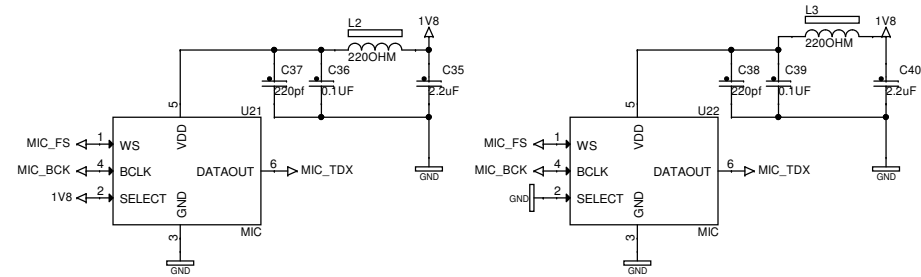 L2
1V8
220OHM
C37
220pf
C36
0.1UF
C35
2.2uF
5
U21
VDD
MIC_FS
1
WS
MIC_BCK
4
BCLK
DATAOUT
6
MIC_TDX
1V8
2
SELECT
GND
MIC
3
GND
GND
L3
1V8
220OHM
C38
220pf
C39
0.1UF
C40
2.2uF
5
U22
VDD
MIC_FS
1
WS
MIC_BCK
4
BCLK
DATAOUT
6
MIC_TDX
GND
2
SELECT
GND
MIC
3
GND
GND